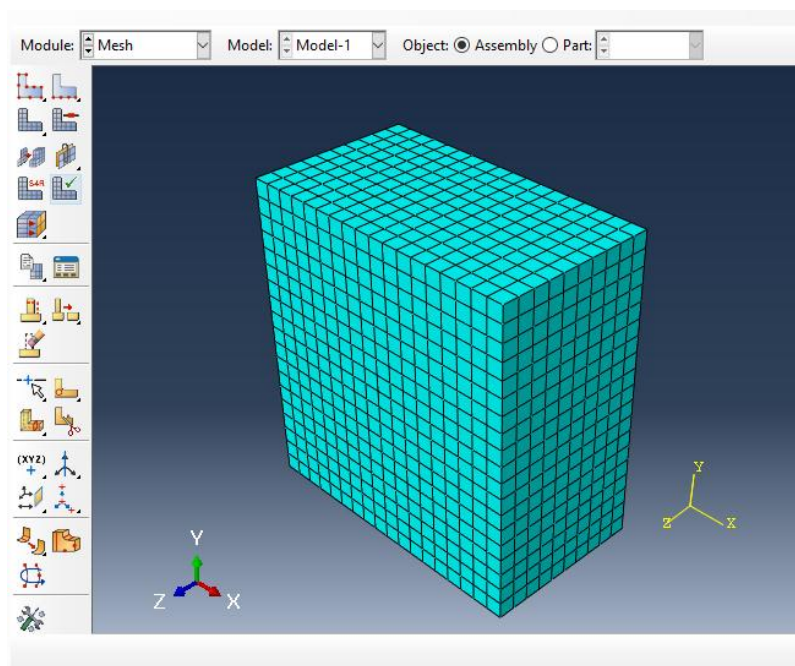 Module: Mesh Model: Model-1 Object: Assembly Part:
S4R
(XYZ)
Y
Z X
Y
Z X